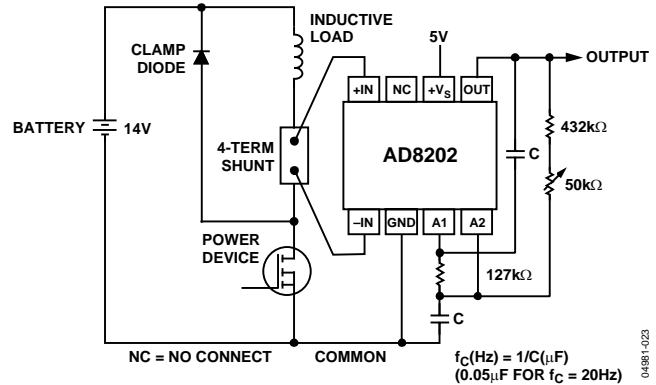 INDUCTIVE
LOAD
CLAMP
DIODE
5V
OUTPUT
+IN
NC
+VS
OUT
BATTERY
14V
4-TERM
SHUNT
AD8202
C
432kΩ
50kΩ
–IN
GND
A1
A2
POWER
DEVICE
127kΩ
C
NC = NO CONNECT
COMMON
fC(Hz) = 1/C(μF)
(0.05μF FOR fC = 20Hz)
04981-023